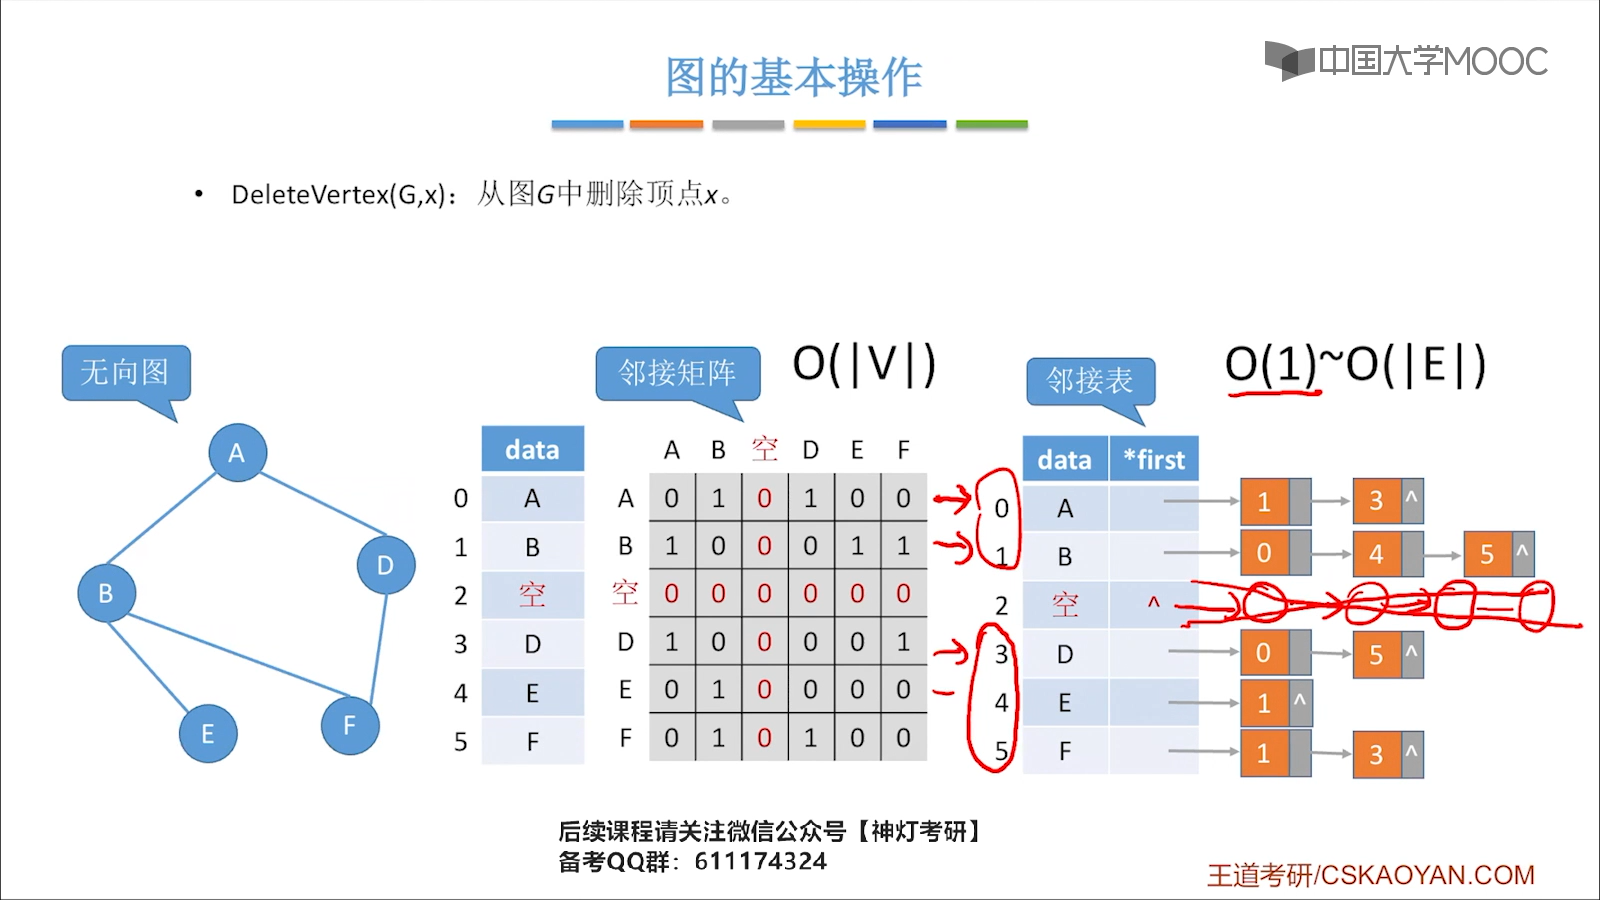 中国大学MOOC
图的基本操作
• DeleteVertex(G,x)：从图G中删除顶点x。
无向图
A
B
D
E
F
邻接矩阵
O(|V|)
data
0 A
1 B
2 空
3 D
4 E
5 F
A B 空 D E F
A 0 1 0 1 0 0
B 1 0 0 0 1 1
空 0 0 0 0 0 0
D 1 0 0 0 0 1
E 0 1 0 0 0 0
F 0 1 0 1 0 0
邻接表
O(1)~O(|E|)
data *first
0 A 1 3 ^
1 B 0 4 5 ^
2 空 ^
3 D 0 5 ^
4 E 1 ^
5 F 1 3 ^
后续课程请关注微信公众号【神灯考研】
备考QQ群：611174324
王道考研/CSKAOYAN.COM